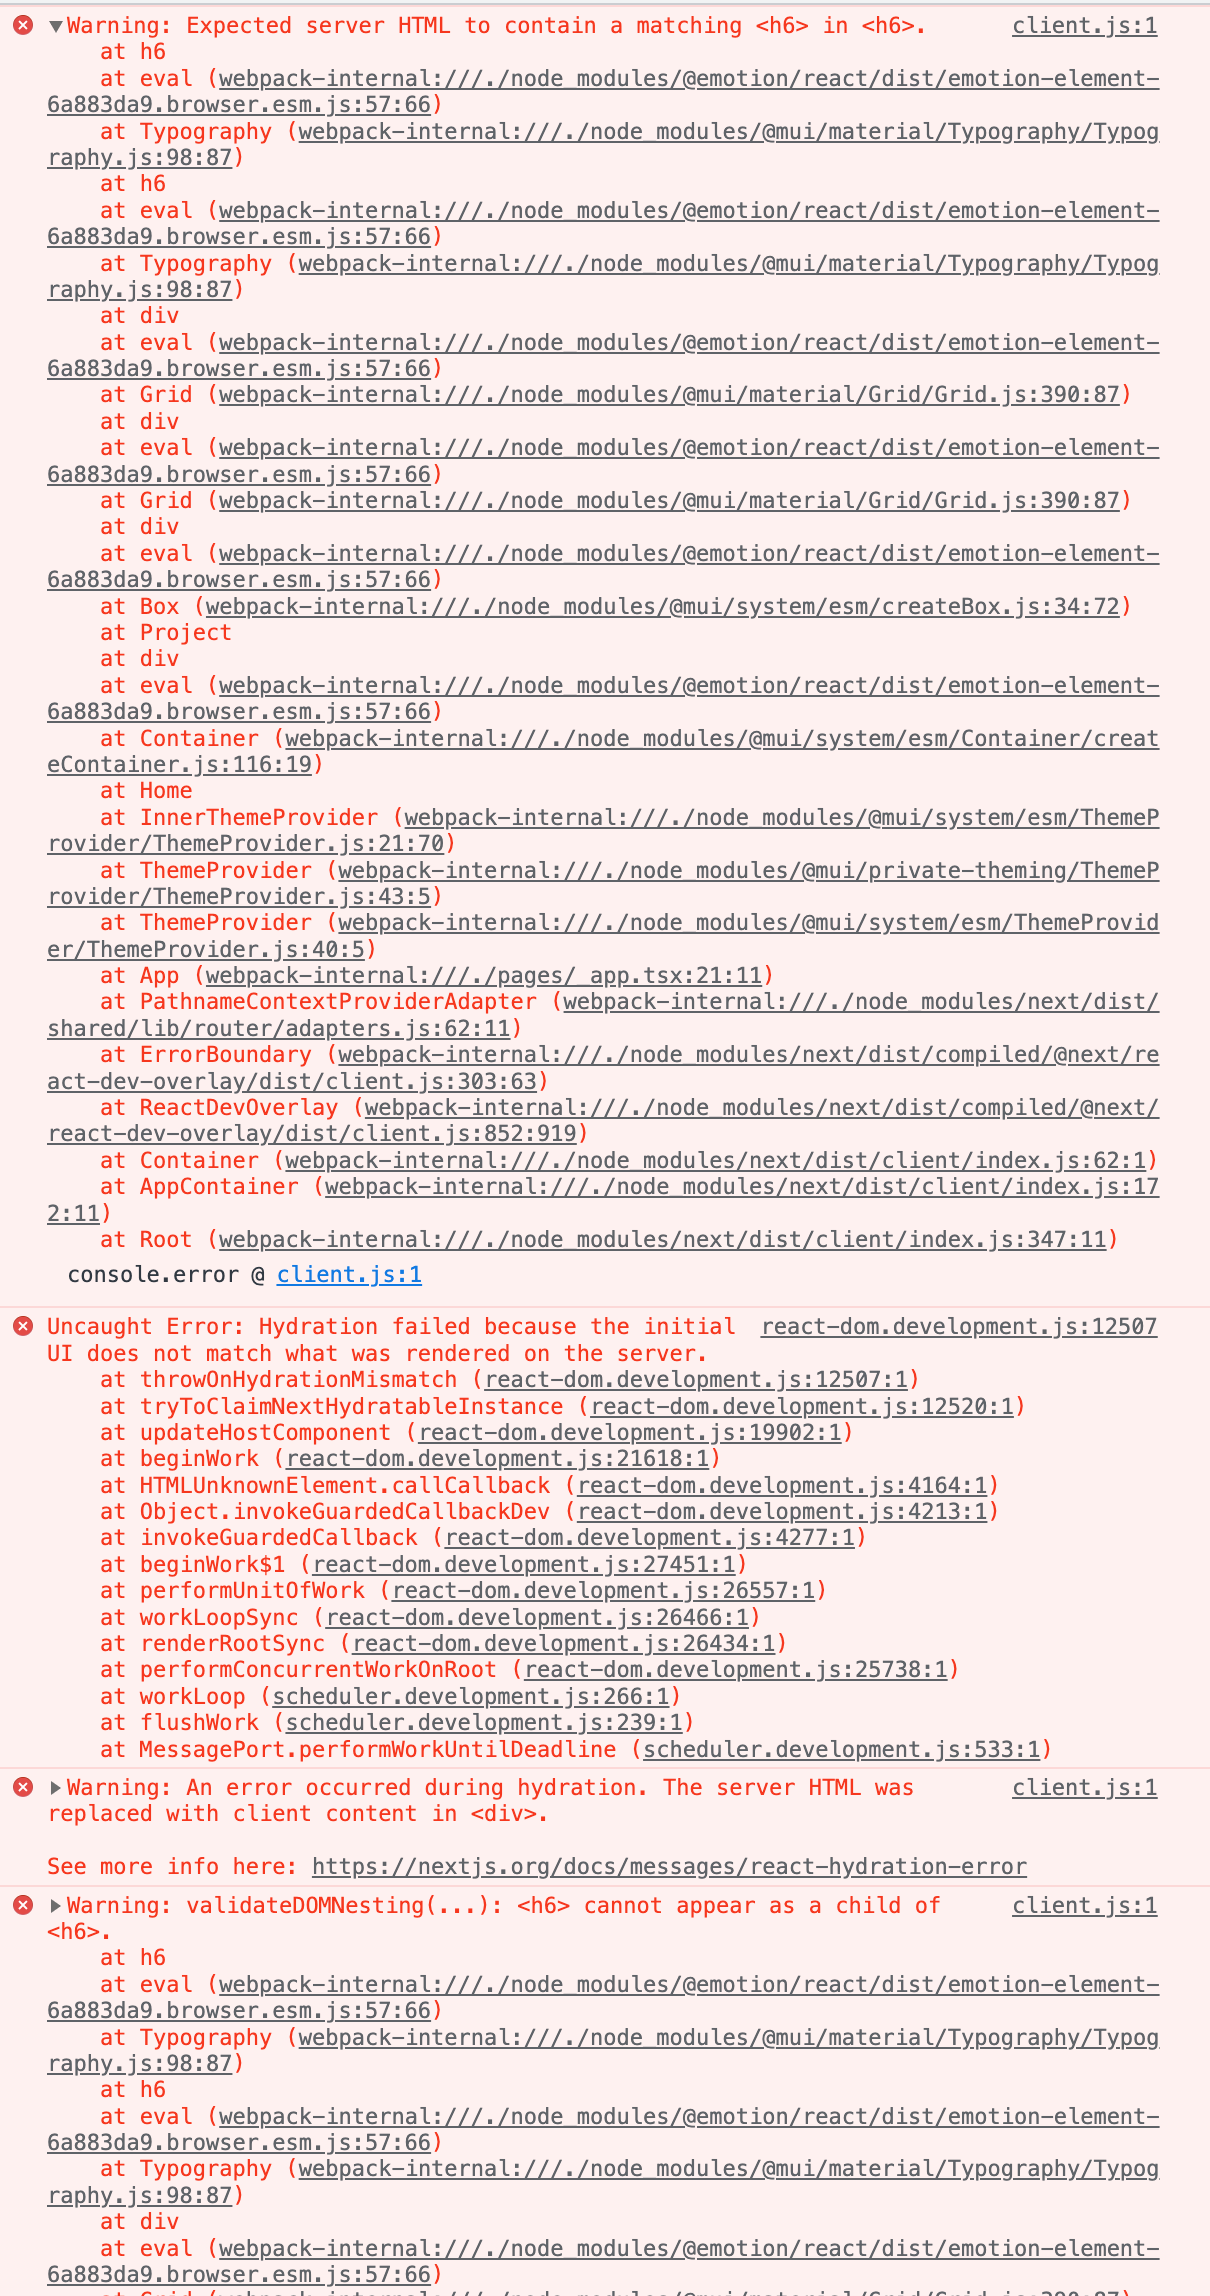 Warning: Expected server HTML to contain a matching <h6> in <h6>. client.js:1
at h6
at eval (webpack-internal:///./node_modules/@emotion/react/dist/emotion-element-
6a883da9.browser.esm.js:57:66)
at Typography (webpack-internal:///./node_modules/@mui/material/Typography/Typog
raphy.js:98:87)
at h6
at eval (webpack-internal:///./node_modules/@emotion/react/dist/emotion-element-
6a883da9.browser.esm.js:57:66)
at Typography (webpack-internal:///./node_modules/@mui/material/Typography/Typog
raphy.js:98:87)
at div
at eval (webpack-internal:///./node_modules/@emotion/react/dist/emotion-element-
6a883da9.browser.esm.js:57:66)
at Grid (webpack-internal:///./node_modules/@mui/material/Grid/Grid.js:390:87)
at div
at eval (webpack-internal:///./node_modules/@emotion/react/dist/emotion-element-
6a883da9.browser.esm.js:57:66)
at Grid (webpack-internal:///./node_modules/@mui/material/Grid/Grid.js:390:87)
at div
at eval (webpack-internal:///./node_modules/@emotion/react/dist/emotion-element-
6a883da9.browser.esm.js:57:66)
at Box (webpack-internal:///./node_modules/@mui/system/esm/createBox.js:34:72)
at Project
at div
at eval (webpack-internal:///./node_modules/@emotion/react/dist/emotion-element-
6a883da9.browser.esm.js:57:66)
at Container (webpack-internal:///./node_modules/@mui/system/esm/Container/creat
eContainer.js:116:19)
at Home
at InnerThemeProvider (webpack-internal:///./node_modules/@mui/system/esm/ThemeP
rovider/ThemeProvider.js:21:70)
at ThemeProvider (webpack-internal:///./node_modules/@mui/private-theming/ThemeP
rovider/ThemeProvider.js:43:5)
at ThemeProvider (webpack-internal:///./node_modules/@mui/system/esm/ThemeProvid
er/ThemeProvider.js:40:5)
at App (webpack-internal:///./pages/_app.tsx:21:11)
at PathnameContextProviderAdapter (webpack-internal:///./node_modules/next/dist/
shared/lib/router/adapters.js:62:11)
at ErrorBoundary (webpack-internal:///./node_modules/next/dist/compiled/@next/re
act-dev-overlay/dist/client.js:303:63)
at ReactDevOverlay (webpack-internal:///./node_modules/next/dist/compiled/@next/
react-dev-overlay/dist/client.js:852:919)
at Container (webpack-internal:///./node_modules/next/dist/client/index.js:62:1)
at AppContainer (webpack-internal:///./node_modules/next/dist/client/index.js:17
2:11)
at Root (webpack-internal:///./node_modules/next/dist/client/index.js:347:11)
console.error @ client.js:1
Uncaught Error: Hydration failed because the initial react-dom.development.js:12507
UI does not match what was rendered on the server.
at throwOnHydrationMismatch (react-dom.development.js:12507:1)
at tryToClaimNextHydratableInstance (react-dom.development.js:12520:1)
at updateHostComponent (react-dom.development.js:19902:1)
at beginWork (react-dom.development.js:21618:1)
at HTMLUnknownElement.callCallback (react-dom.development.js:4164:1)
at Object.invokeGuardedCallbackDev (react-dom.development.js:4213:1)
at invokeGuardedCallback (react-dom.development.js:4277:1)
at beginWork$1 (react-dom.development.js:27451:1)
at performUnitOfWork (react-dom.development.js:26557:1)
at workLoopSync (react-dom.development.js:26466:1)
at renderRootSync (react-dom.development.js:26434:1)
at performConcurrentWorkOnRoot (react-dom.development.js:25738:1)
at workLoop (scheduler.development.js:266:1)
at flushWork (scheduler.development.js:239:1)
at MessagePort.performWorkUntilDeadline (scheduler.development.js:533:1)
Warning: An error occurred during hydration. The server HTML was client.js:1
replaced with client content in <div>.
See more info here: https://nextjs.org/docs/messages/react-hydration-error
Warning: validateDOMNesting(...): <h6> cannot appear as a child of client.js:1
<h6>.
at h6
at eval (webpack-internal:///./node_modules/@emotion/react/dist/emotion-element-
6a883da9.browser.esm.js:57:66)
at Typography (webpack-internal:///./node_modules/@mui/material/Typography/Typog
raphy.js:98:87)
at h6
at eval (webpack-internal:///./node_modules/@emotion/react/dist/emotion-element-
6a883da9.browser.esm.js:57:66)
at Typography (webpack-internal:///./node_modules/@mui/material/Typography/Typog
raphy.js:98:87)
at div
at eval (webpack-internal:///./node_modules/@emotion/react/dist/emotion-element-
6a883da9.browser.esm.js:57:66)